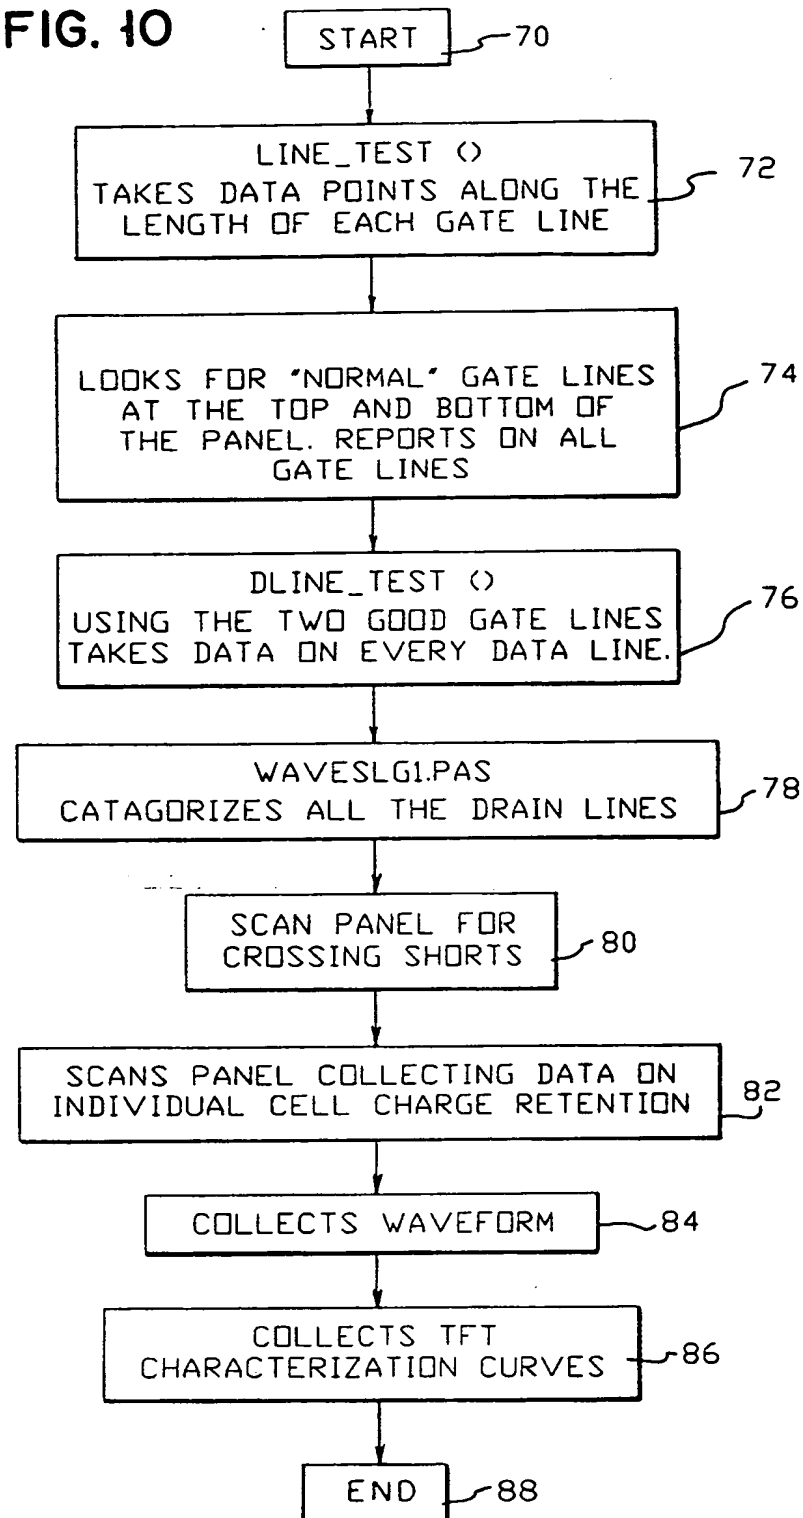 FIG. 10
START
70
LINE_TEST ()
TAKES DATA POINTS ALONG THE
LENGTH OF EACH GATE LINE
72
LOOKS FOR "NORMAL" GATE LINES
AT THE TOP AND BOTTOM OF
THE PANEL. REPORTS ON ALL
GATE LINES
74
DLINE_TEST ()
USING THE TWO GOOD GATE LINES
TAKES DATA ON EVERY DATA LINE.
76
WAVESLG1.PAS
CATAGORIZES ALL THE DRAIN LINES
78
SCAN PANEL FOR
CROSSING SHORTS
80
SCANS PANEL COLLECTING DATA ON
INDIVIDUAL CELL CHARGE RETENTION
82
COLLECTS WAVEFORM
84
COLLECTS TFT
CHARACTERIZATION CURVES
86
END
88